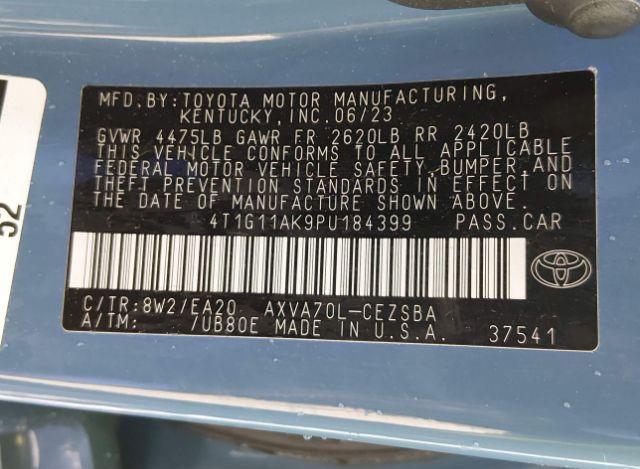 MFD.BY:TOYOTA MOTOR MANUFACTURING,
KENTUCKY,INC.06/23
GVWR 4475LB GAWR FR 2620LB RR 2420LB
THIS VEHICLE CONFORMS TO ALL APPLICABLE
FEDERAL MOTOR VEHICLE SAFETY,BUMPER,AND
THEFT PREVENTION STANDARDS IN EFFECT ON
THE DATE OF MANUFACTURE SHOWN ABOVE.
4T1G11AK9PU184399 PASS.CAR
C/TR:8W2/EA20 AXVA70L-CEZSBA
A/TM: /UB80E MADE IN U.S.A. 37541
52